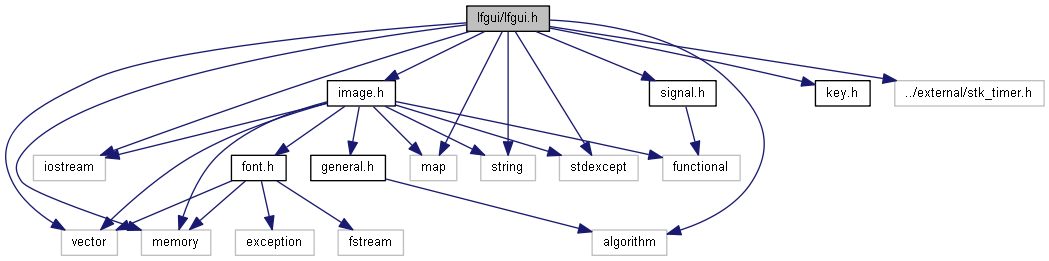 lfgui/lfgui.h
image.h
signal.h
key.h
../external/stk_timer.h
iostream
font.h
general.h
map
string
stdexcept
functional
vector
memory
exception
fstream
algorithm